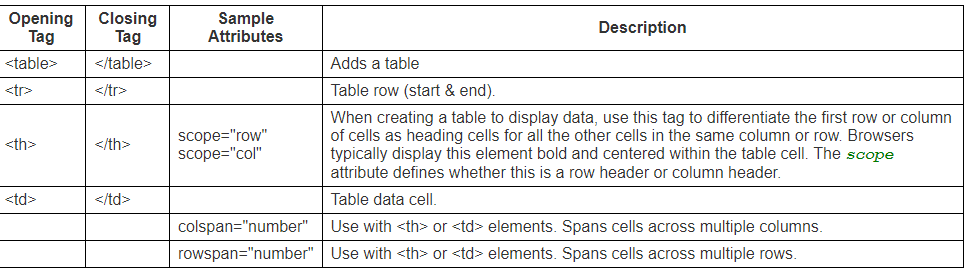 Opening Tag Closing Tag Sample Attributes Description
<table> </table> Adds a table
<tr> </tr> Table row (start & end).
<th> </th> scope="row" scope="col" When creating a table to display data, use this tag to differentiate the first row or column
of cells as heading cells for all the other cells in the same column or row. Browsers
typically display this element bold and centered within the table cell. The scope
attribute defines whether this is a row header or column header.
<td> </td> Table data cell.
colspan="number" Use with <th> or <td> elements. Spans cells across multiple columns.
rowspan="number" Use with <th> or <td> elements. Spans cells across multiple rows.